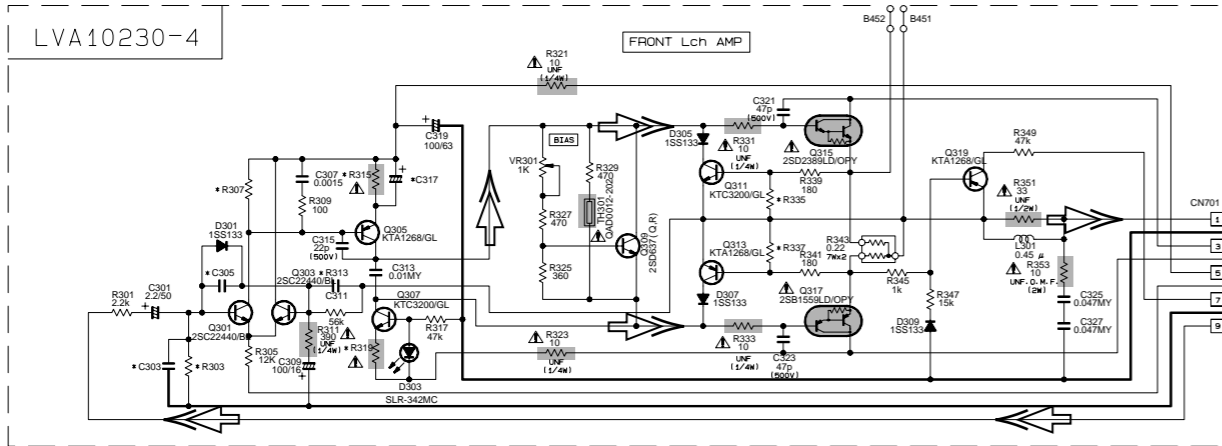 LVA10230-4
FRONT Lch AMP
B452
B451
R321
10
UNF
(1/4W)
C319
100/63
*R307
C307
0.0015
R309
100
*R315
*C317
D301
1SS133
*C305
R301
2.2k
C301
2.2/50
Q301
2SC22440/B
*C303
*R303
R305
12K
Q303
2SC22440/BL
*R313
56k
C311
R311
390
UNF
(1/4W)
C309
100/16
C315
22p
(500V)
Q305
KTA1268/GL
C313
0.01MY
Q307
KTC3200/GL
*R319
R317
47k
D303
SLR-342MC
R323
10
UNF
(1/4W)
BIAS
VR301
1K
R327
470
R325
360
R329
470
TH301
QAD0012-202
Q309
2SD637(Q,R)
D305
1SS133
R331
10
UNF
(1/4W)
C321
47p
(500V)
Q315
2SD2389LD/OPY
Q311
KTC3200/GL
R339
180
*R335
Q313
KTA1268/GL
*R337
R341
180
D307
1SS133
R333
10
UNF
(1/4W)
C323
47p
(500V)
Q317
2SB1559LD/OPY
R343
0.22
7Wx2
R345
1k
R347
15k
D309
1SS133
Q319
KTA1268/GL
R349
47k
R351
33
UNF
(1/2W)
L301
0.45 μ
R353
10
UNF.O.M.F.
(2W)
C325
0.047MY
C327
0.047MY
CN701
1
3
5
7
9